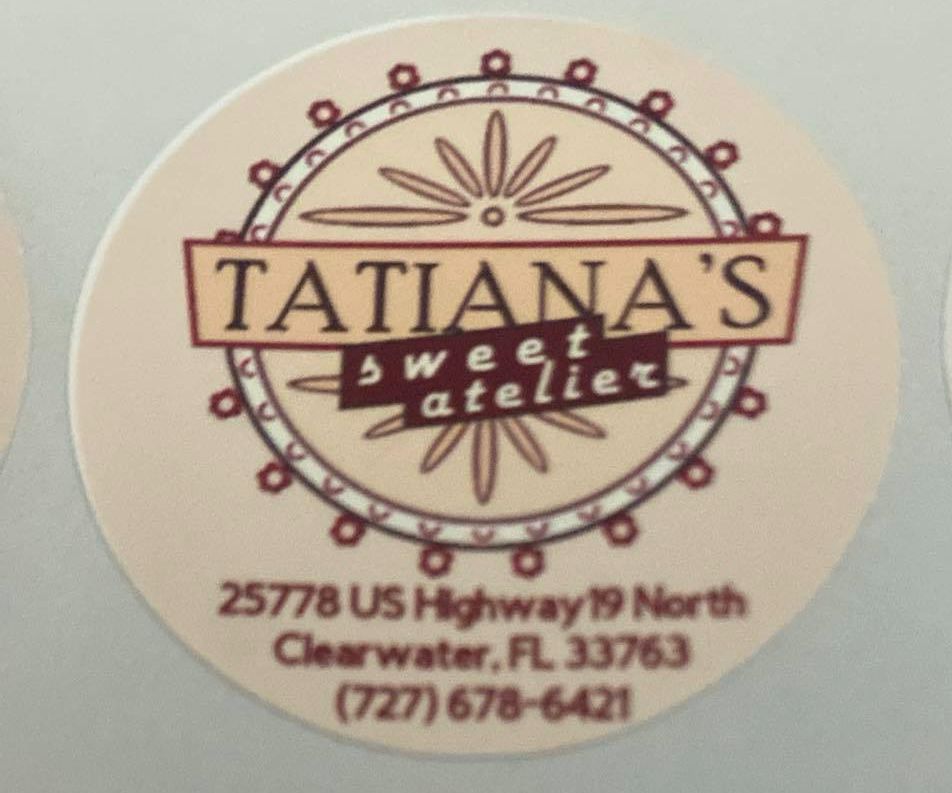 TATIANA'S
sweet
atelier
25778 US Highway 19 North
Clearwater, FL 33763
(727) 678-6421